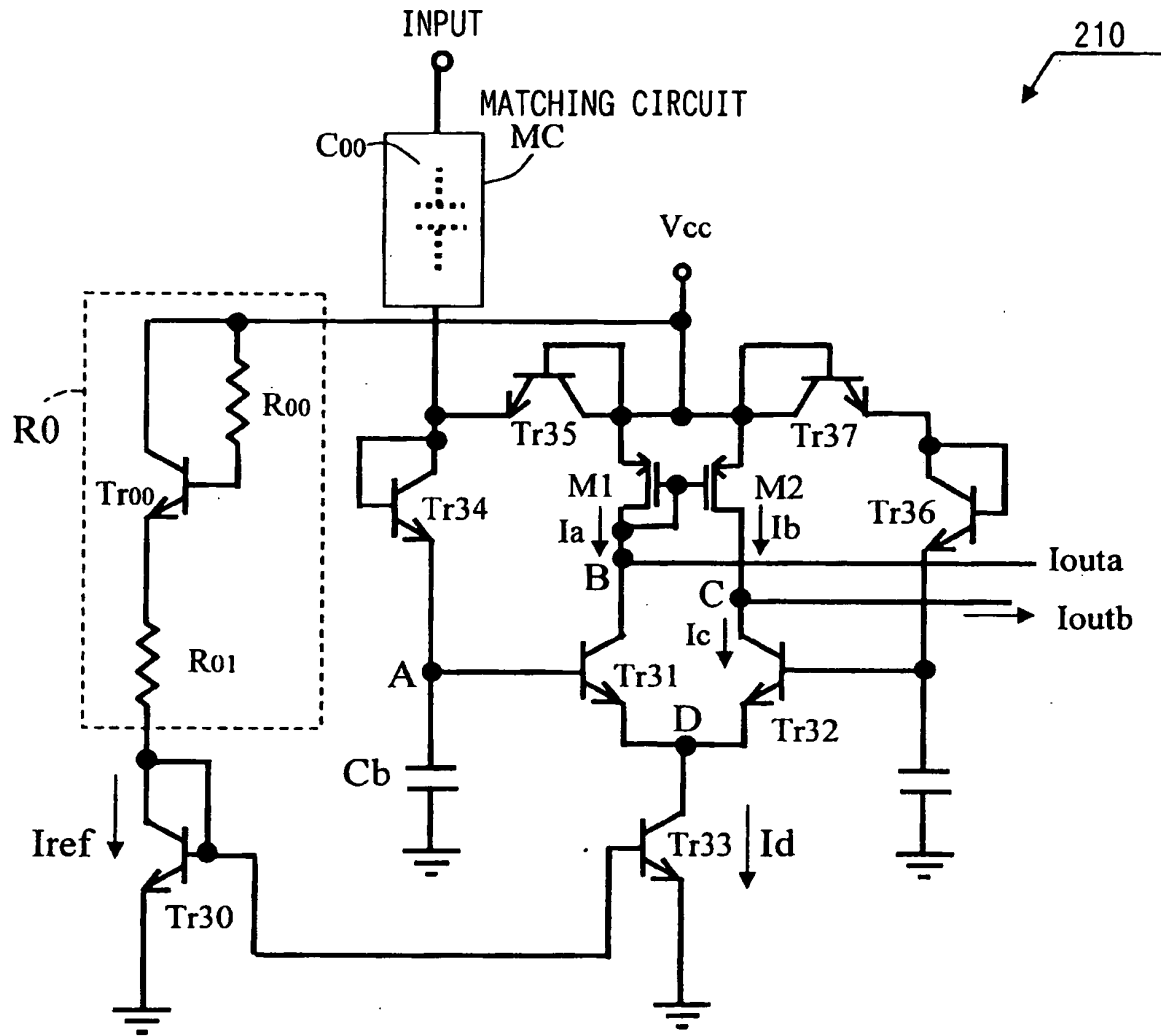 INPUT
210
MATCHING CIRCUIT
C00
MC
Vcc
R0
R00
Tr35
Tr37
Tr00
Tr34
M1
M2
Tr36
Ia
Ib
B
Iouta
C
Ioutb
Ic
R01
A
Tr31
D
Tr32
Cb
Iref
Tr33
Id
Tr30